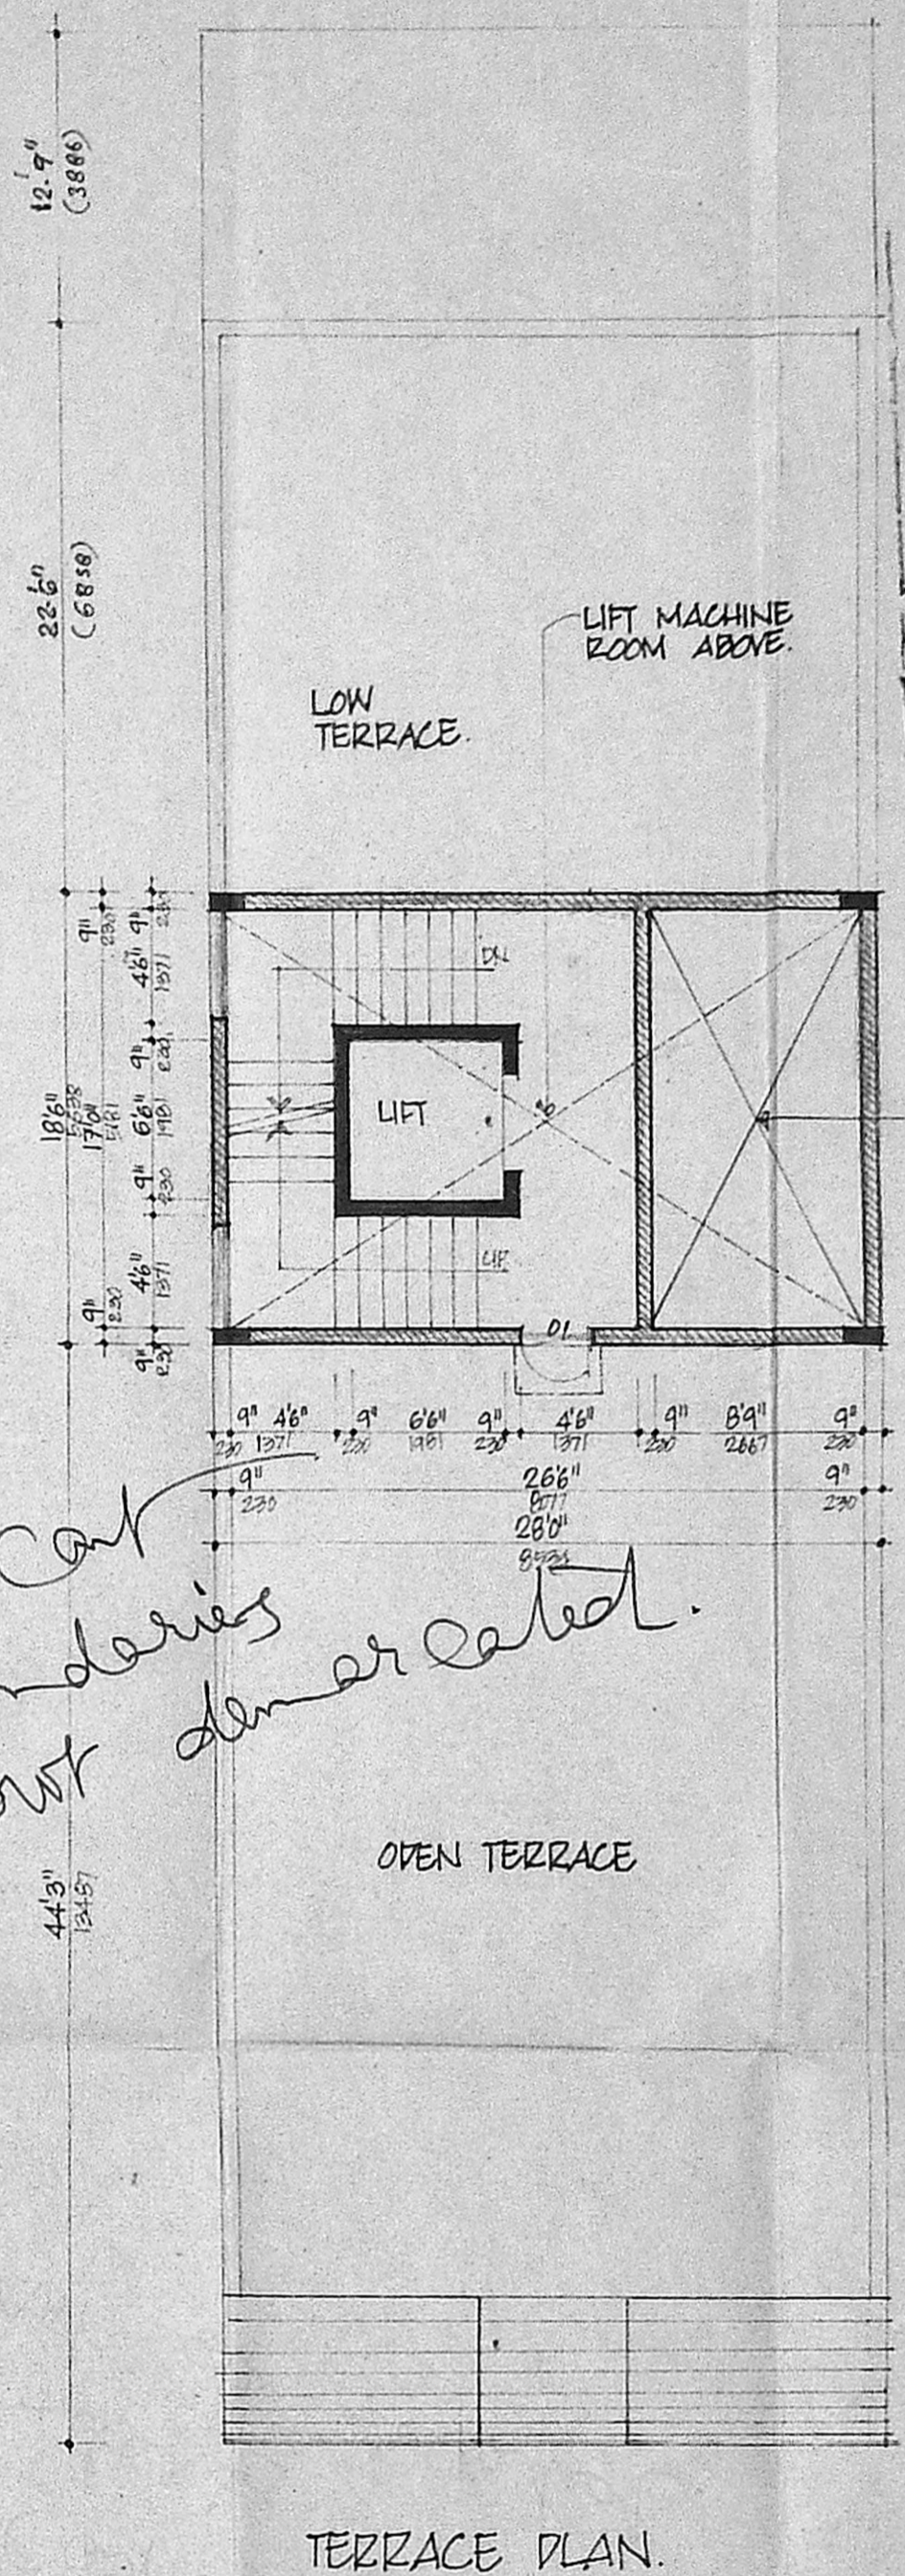 12'-9"
(3886)
22'-6"
(6858)
LIFT MACHINE
ROOM ABOVE.
LOW
TERRACE.
9"
230
4'6"
1371
9"
230
6'6"
1981
9"
230
4'6"
1371
9"
230
9"
230
17'0"
5181
9"
230
18'6"
DN
LIFT
UP
D1
9" 4'6" 9" 6'6" 9" 4'6" 9" 8'9" 9"
230 1371 230 1981 230 1371 230 2667 230
9" 26'6" 9"
230 8077 230
28'0"
demarcated.
44'3"
13487
OPEN TERRACE
TERRACE PLAN.